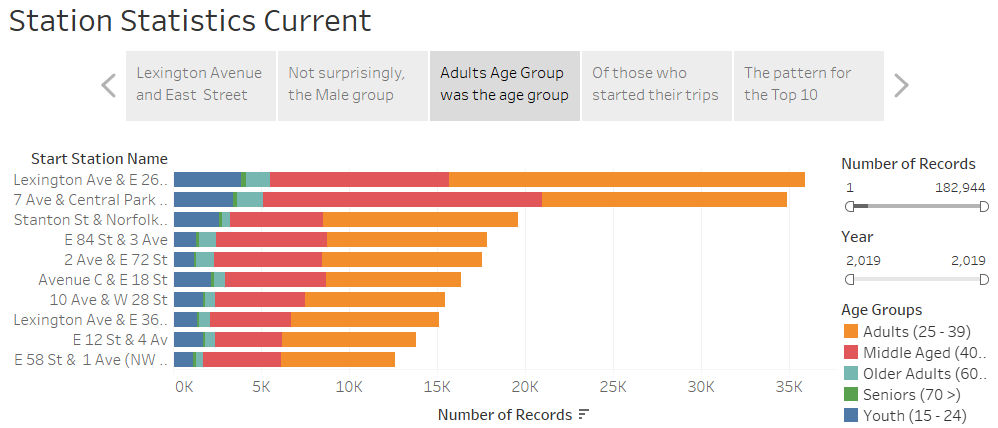 Station Statistics Current
Lexington Avenue
and East  Street
Not surprisingly,
the Male group
Adults Age Group
was the age group
Of those who
started their trips
The pattern for
the Top 10
Start Station Name
Lexington Ave & E 26..
7 Ave & Central Park ..
Stanton St & Norfolk..
E 84 St & 3 Ave
2 Ave & E 72 St
Avenue C & E 18 St
10 Ave & W 28 St
Lexington Ave & E 36..
E 12 St & 4 Av
E 58 St &  1 Ave (NW ..
0K 5K 10K 15K 20K 25K 30K 35K
Number of Records
Number of Records
1 182,944
Year
2,019 2,019
Age Groups
Adults (25 - 39)
Middle Aged (40..
Older Adults (60..
Seniors (70 >)
Youth (15 - 24)